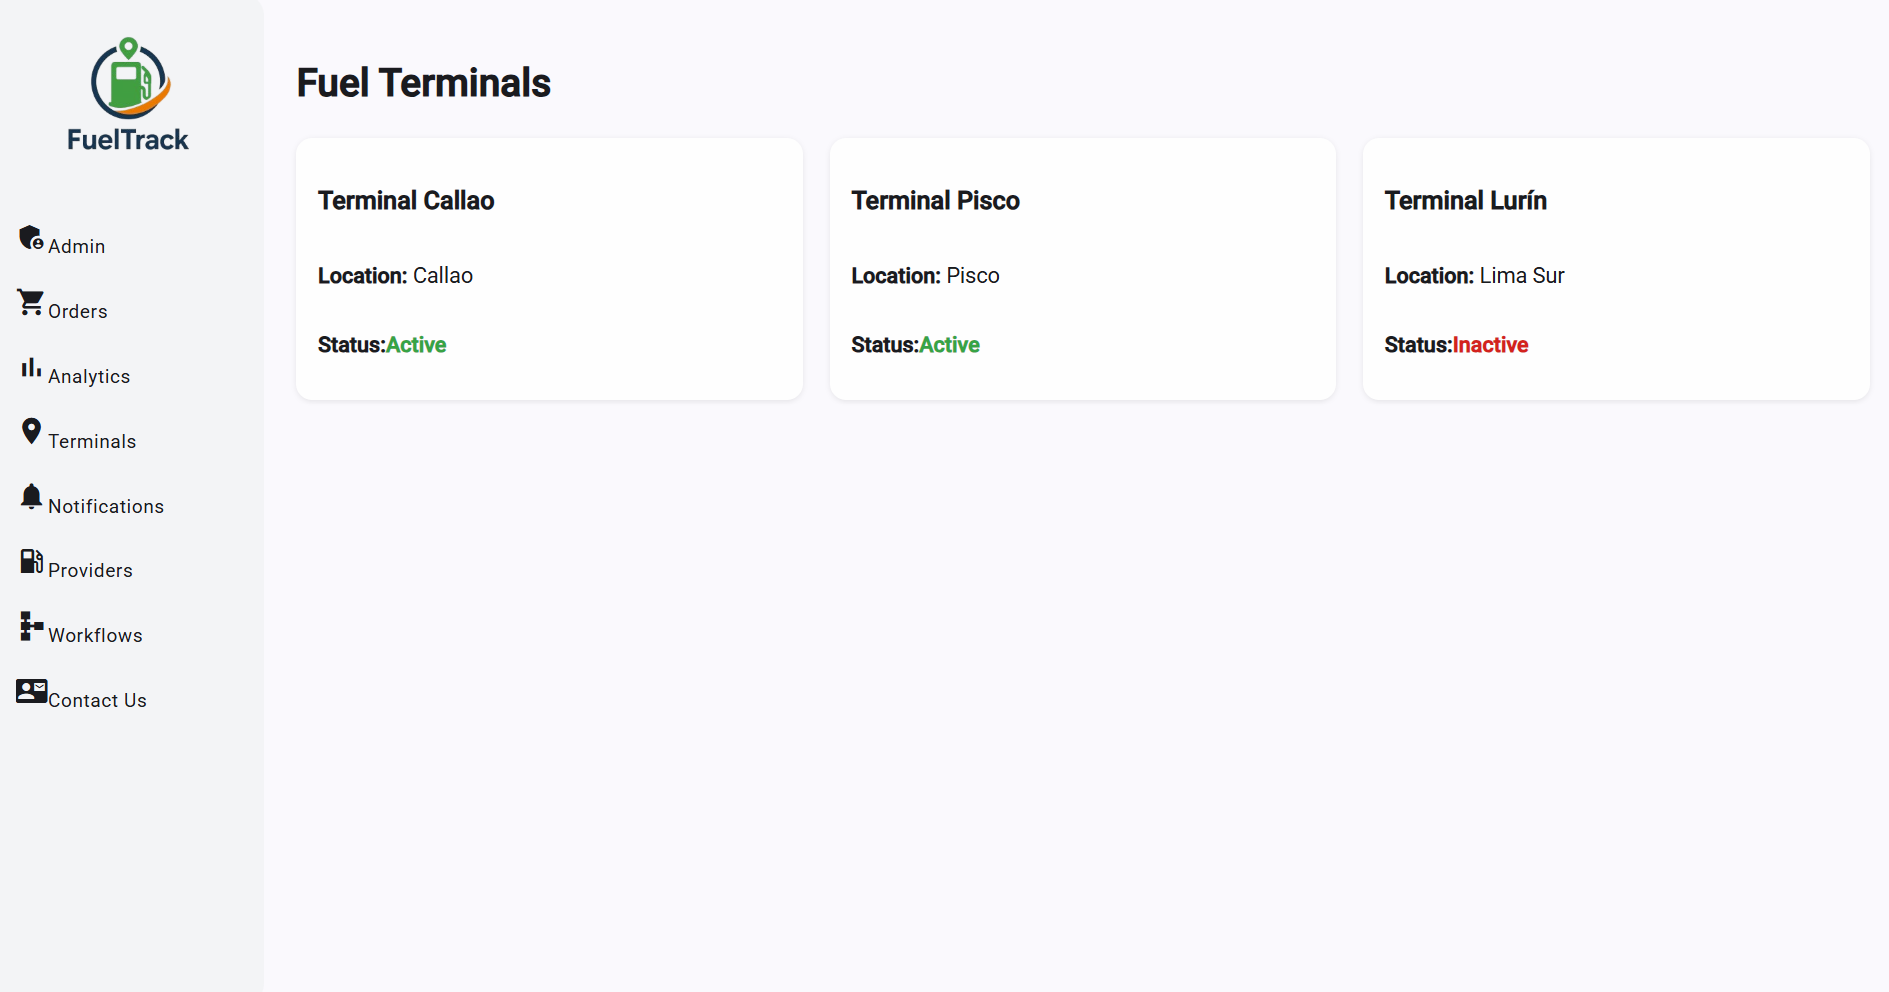 FuelTrack
Admin
Orders
Analytics
Terminals
Notifications
Providers
Workflows
Contact Us
Fuel Terminals
Terminal Callao
Location: Callao
Status:Active
Terminal Pisco
Location: Pisco
Status:Active
Terminal Lurín
Location: Lima Sur
Status:Inactive